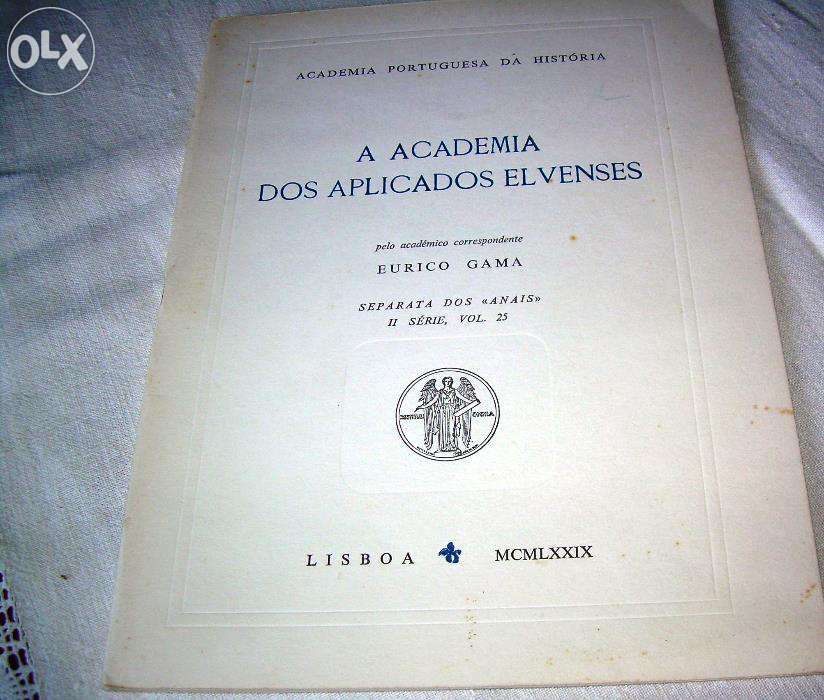 OLX
ACADEMIA PORTUGUESA DA HISTÓRIA
A ACADEMIA
DOS APLICADOS ELVENSES
pelo académico correspondente
EURICO GAMA
SEPARATA DOS «ANAIS»
II SÉRIE, VOL. 25
LISBOA MCMLXXIX